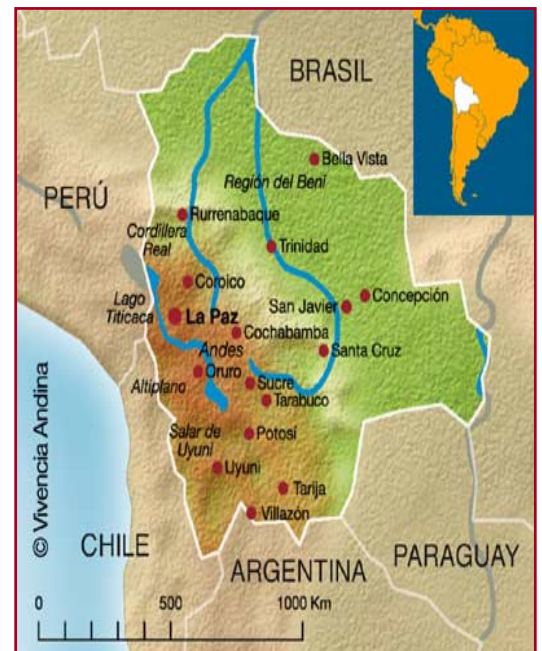 BRASIL
Bella Vista
Región del Beni
PERÚ
Rurrenabaque
Cordillera
Real
Trinidad
Coroico
Concepción
San Javier
Lago
Titicaca
La Paz
Cochabamba
Andes
Santa Cruz
Oruro
Altiplano
Sucre
Tarabuco
Salar de
Uyuni
Potosí
Uyuni
Tarija
Villazón
© Vivencia Andina
CHILE
ARGENTINA
PARAGUAY
0 500 1000 Km